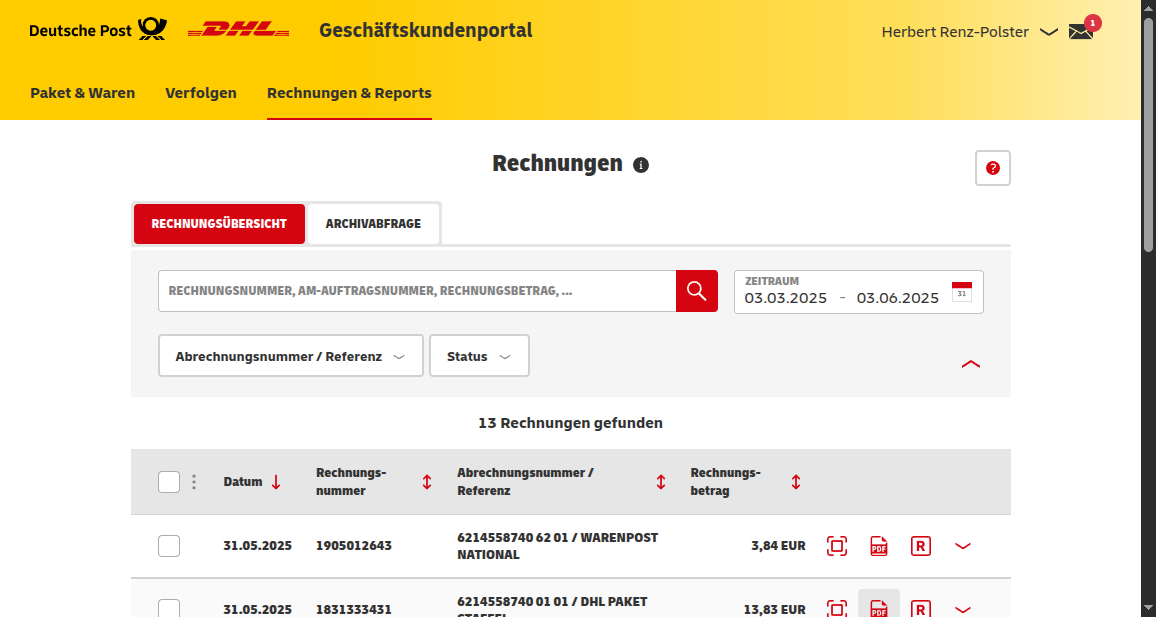 Deutsche Post DHL Geschäftskundenportal Herbert Renz-Polster 1
Paket & Waren Verfolgen Rechnungen & Reports
Rechnungen i ?
RECHNUNGSÜBERSICHT ARCHIVABFRAGE
RECHNUNGSNUMMER, AM-AUFTRAGSNUMMER, RECHNUNGSBETRAG, ...
ZEITRAUM
03.03.2025 - 03.06.2025 31
Abrechnungsnummer / Referenz Status
13 Rechnungen gefunden
Datum Rechnungs-
nummer Abrechnungsnummer /
Referenz Rechnungs-
betrag
31.05.2025 1905012643 6214558740 62 01 / WARENPOST
NATIONAL 3,84 EUR PDF R
31.05.2025 1831333431 6214558740 01 01 / DHL PAKET
STAFFEL 13,83 EUR PDF R